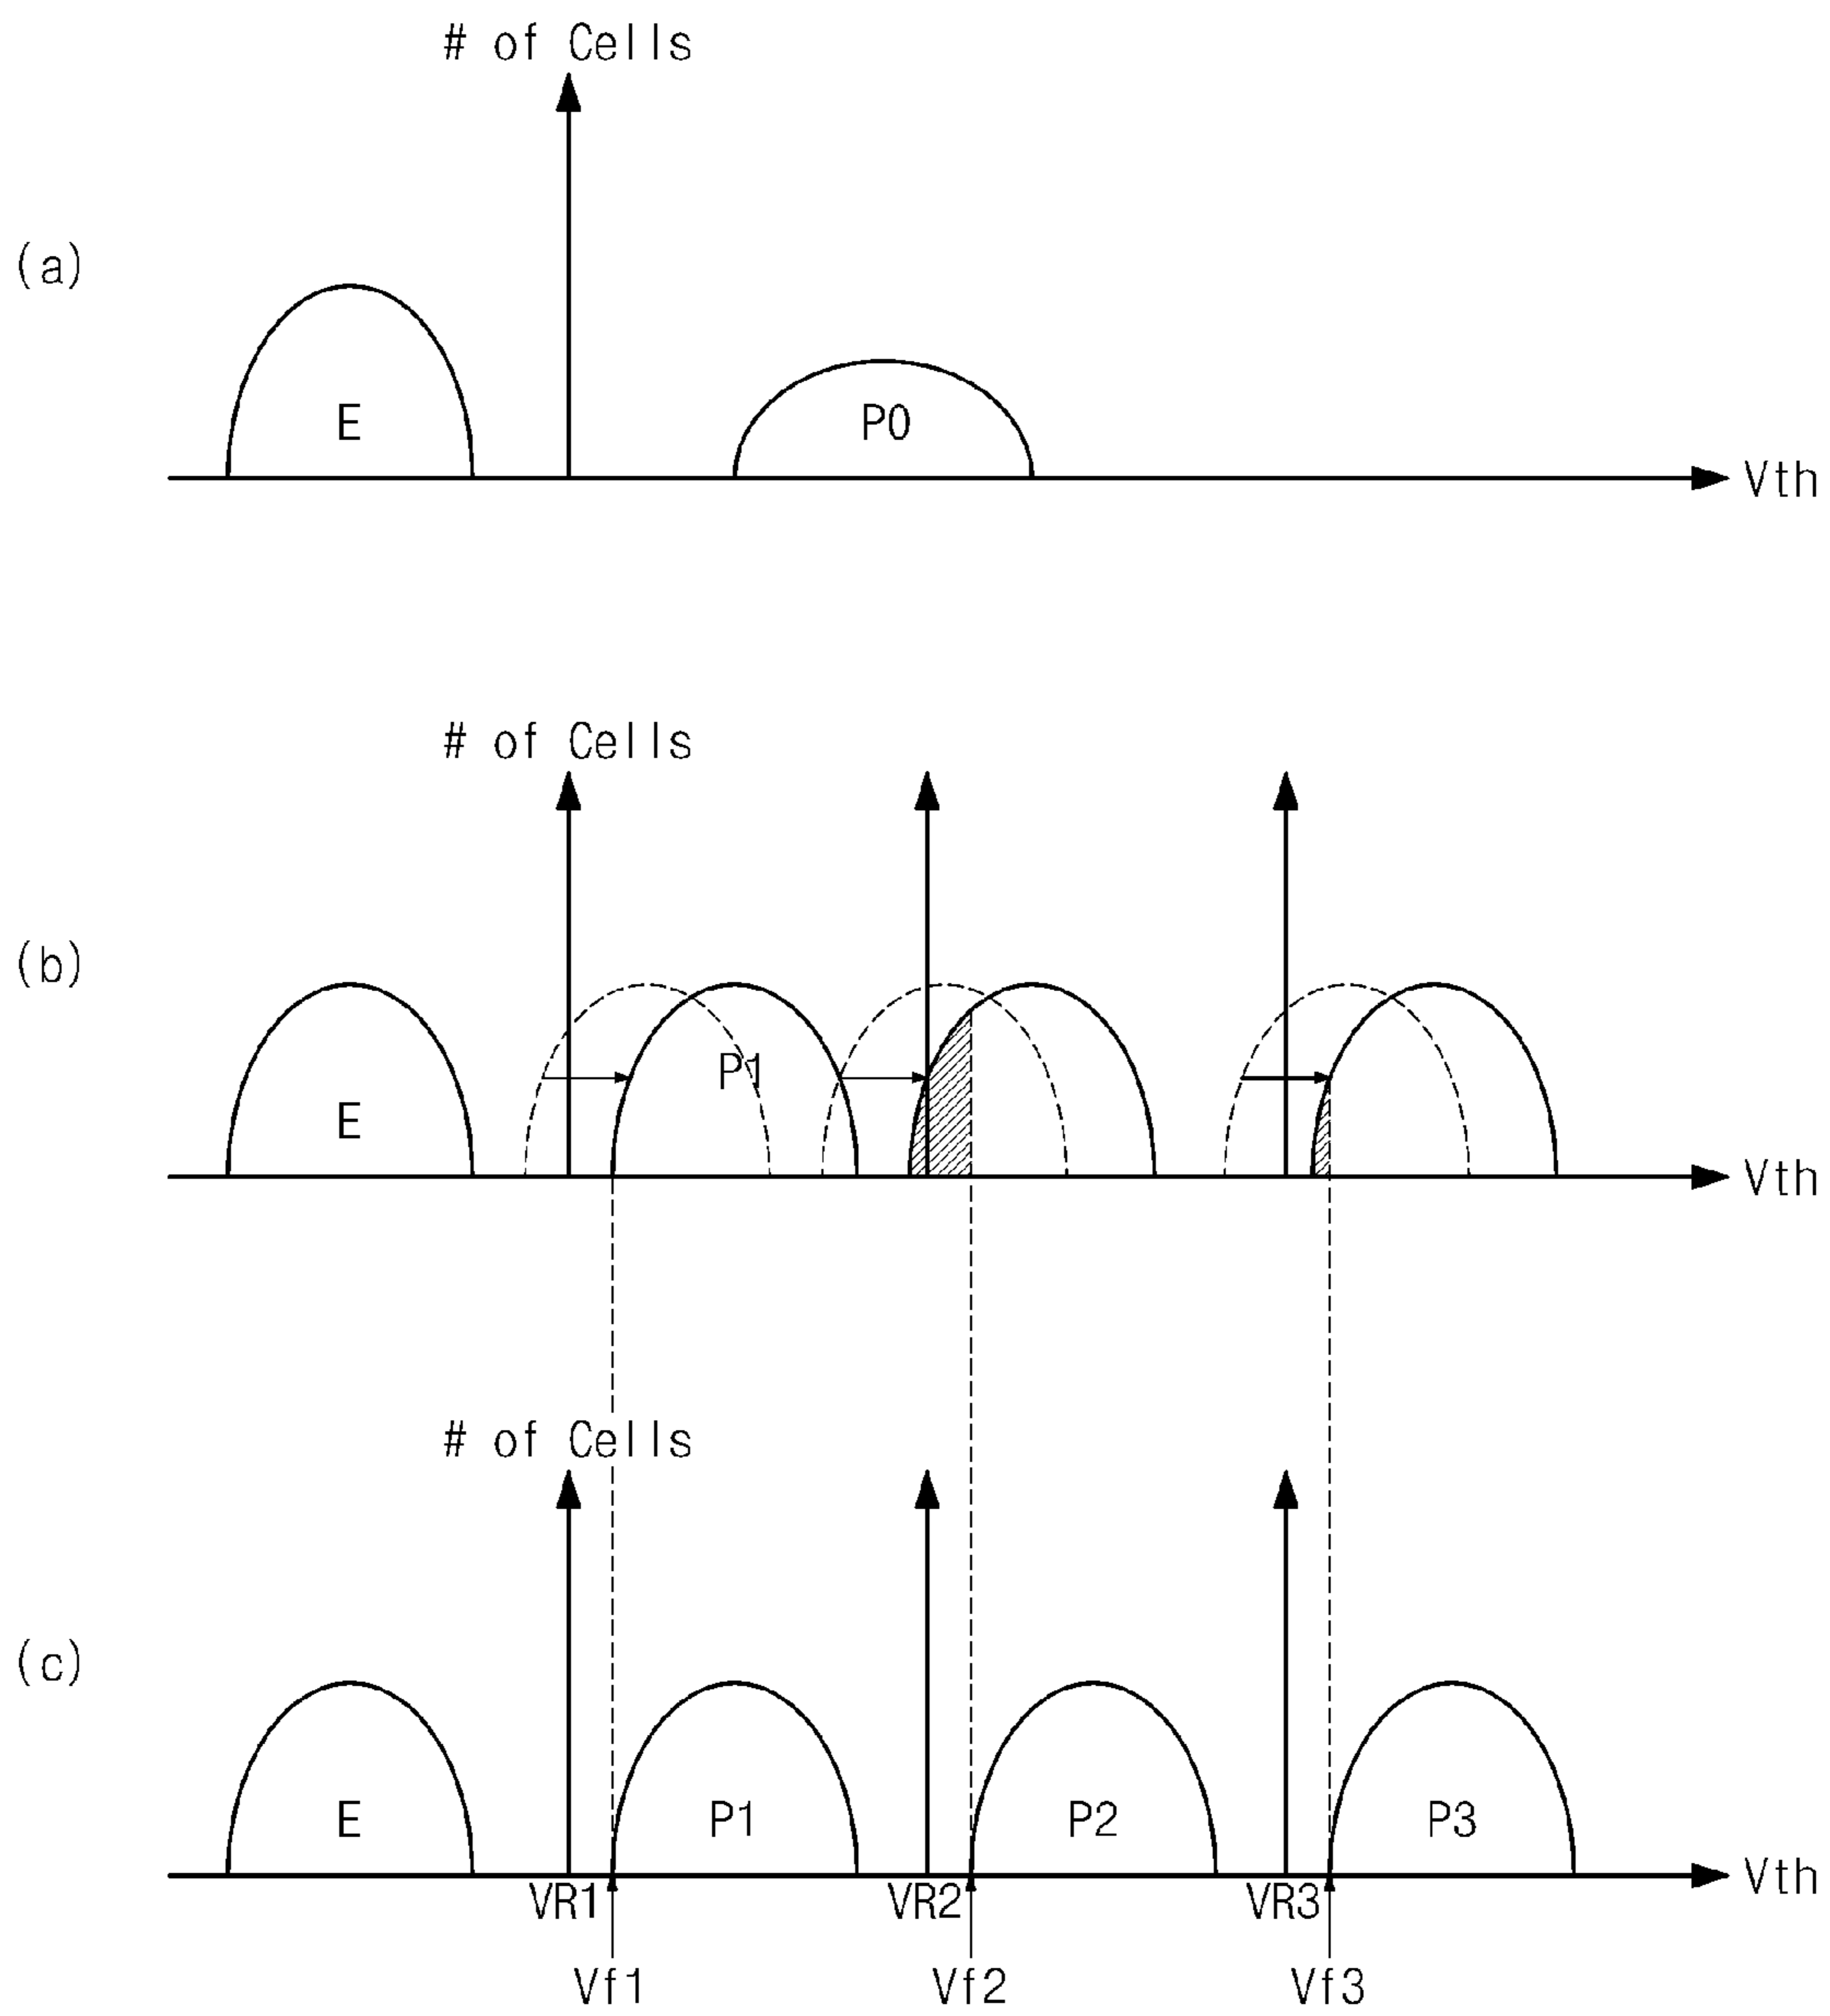 # of Cells
(a)
E
P0
Vth
# of Cells
(b)
E
P1
Vth
# of Cells
(c)
E
P1
P2
P3
Vth
VR1
VR2
VR3
Vf1
Vf2
Vf3